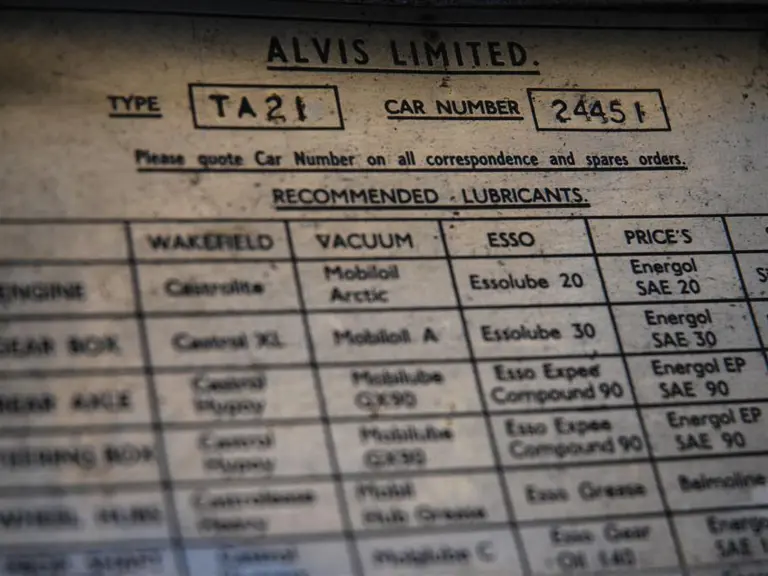 ALVIS LIMITED.
TYPE TA21 CAR NUMBER 24451
Please quote Car Number on all correspondence and spares orders.
RECOMMENDED LUBRICANTS.
WAKEFIELD VACUUM ESSO PRICE'S
ENGINE Castrolite Mobiloil Arctic Essolube 20 Energol SAE 20
GEAR BOX Castrol XL Mobiloil A Essolube 30 Energol SAE 30
REAR AXLE Castrol Hypoy Mobilube GX90 Esso Expee Compound 90 Energol EP SAE 90
STEERING BOX Castrol Hypoy Mobilube GX90 Esso Expee Compound 90 Energol EP SAE 90
WHEEL HUBS Castrolease Mobil Hub Grease Esso Grease Belmoline
Castrol Mobilube C Esso Gear Oil 140 SAE